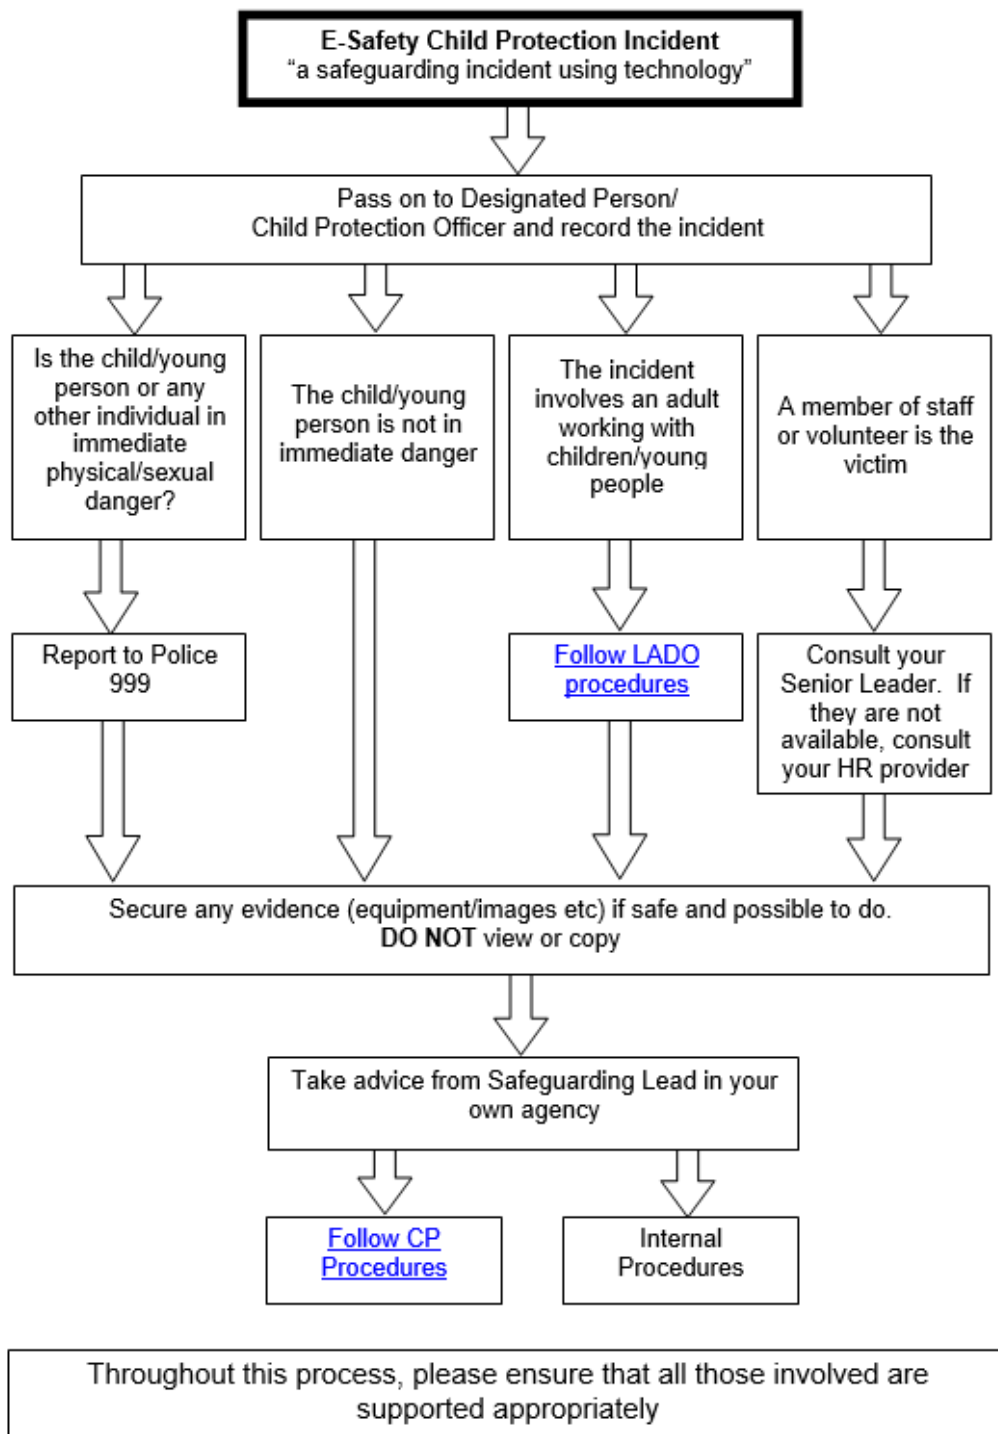 E-Safety Child Protection Incident
“a safeguarding incident using technology”
Pass on to Designated Person/
Child Protection Officer and record the incident
Is the child/young
person or any
other individual in
immediate
physical/sexual
danger?
The child/young
person is not in
immediate danger
The incident
involves an adult
working with
children/young
people
A member of staff
or volunteer is the
victim
Report to Police
999
Follow LADO
procedures
Consult your
Senior Leader.  If
they are not
available, consult
your HR provider
Secure any evidence (equipment/images etc) if safe and possible to do.
DO NOT view or copy
Take advice from Safeguarding Lead in your
own agency
Follow CP
Procedures
Internal
Procedures
Throughout this process, please ensure that all those involved are
supported appropriately